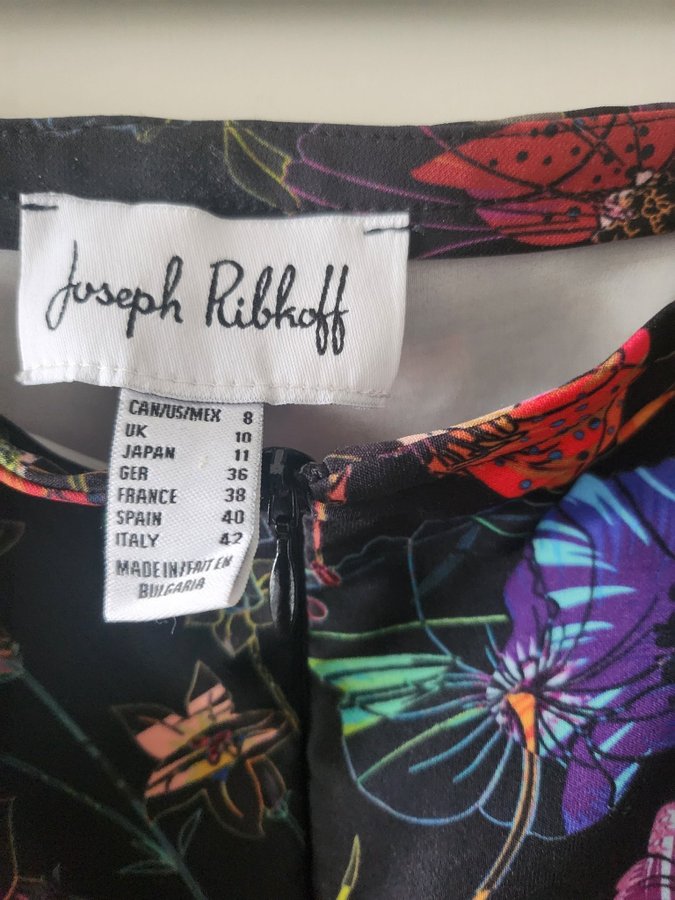 Joseph Ribkoff
CAN/US/MEX 8
UK 10
JAPAN 11
GER 36
FRANCE 38
SPAIN 40
ITALY 42
MADE IN/FAIT EN
BULGARIA